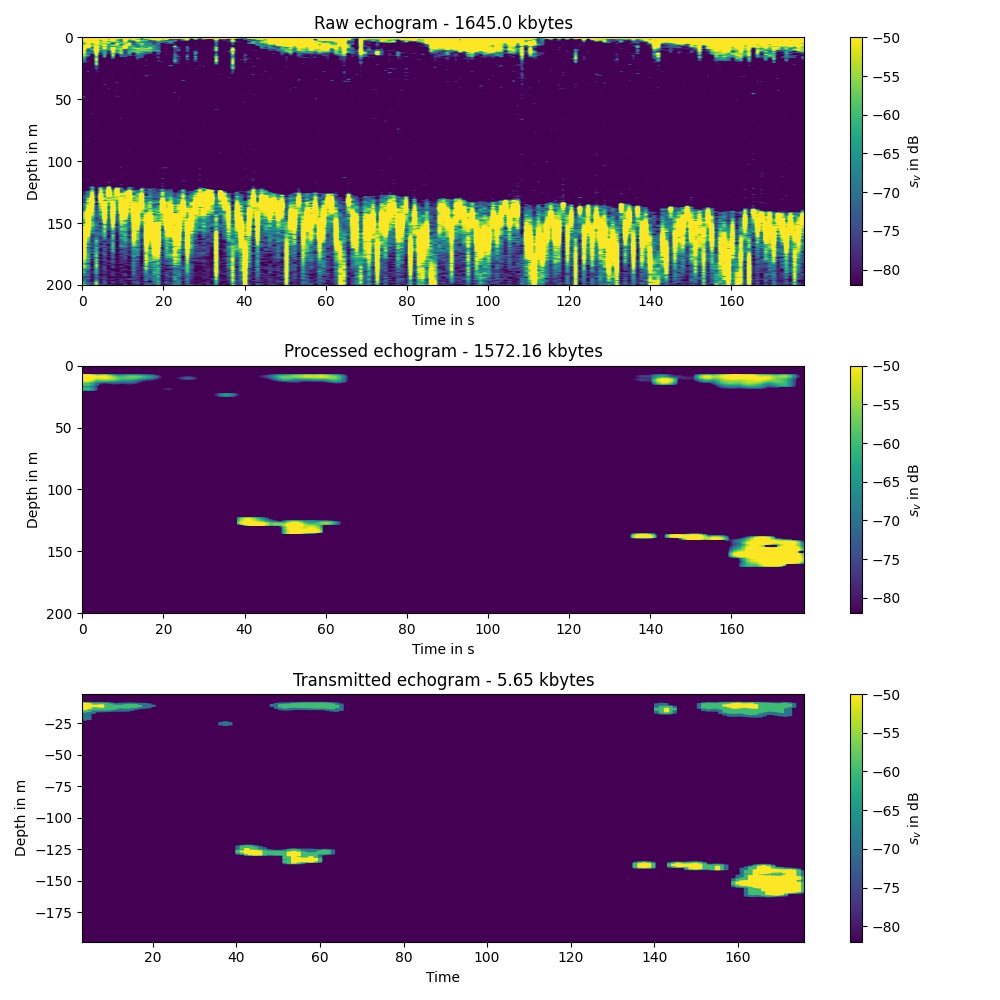 Raw echogram - 1645.0 kbytes
0
50
100
150
200
Depth in m
0 20 40 60 80 100 120 140 160
Time in s
−50
−55
−60
−65
−70
−75
−80
sv in dB
Processed echogram - 1572.16 kbytes
0
50
100
150
200
Depth in m
0 20 40 60 80 100 120 140 160
Time in s
−50
−55
−60
−65
−70
−75
−80
sv in dB
Transmitted echogram - 5.65 kbytes
−25
−50
−75
−100
−125
−150
−175
Depth in m
20 40 60 80 100 120 140 160
Time
−50
−55
−60
−65
−70
−75
−80
sv in dB